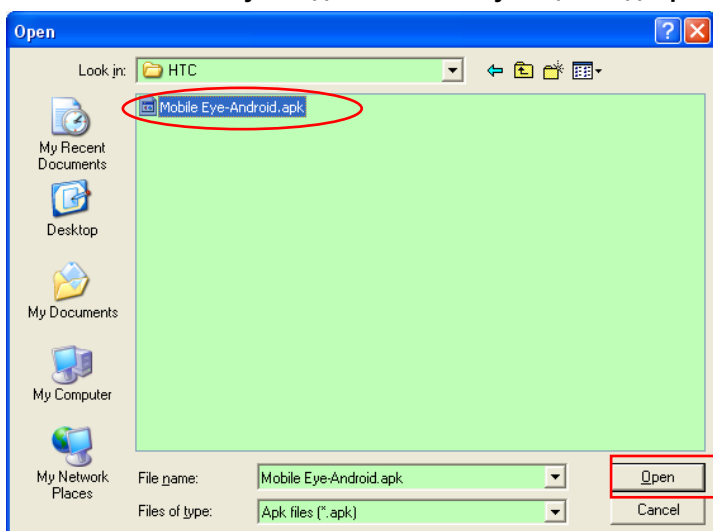 Open
Look in: HTC
Mobile Eye-Android.apk
My Recent
Documents
Desktop
My Documents
My Computer
My Network
Places
File name: Mobile Eye-Android.apk Open
Files of type: Apk files (*.apk) Cancel